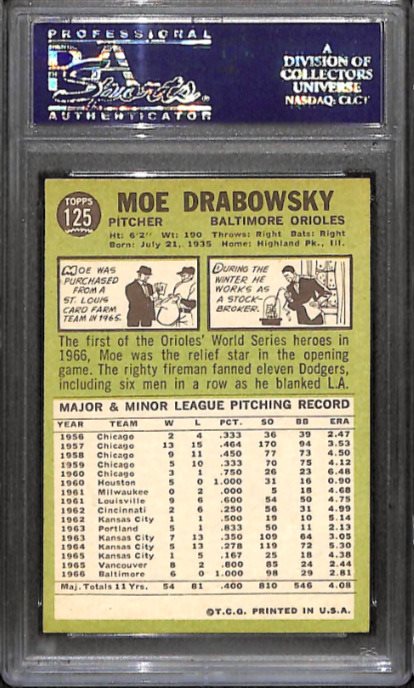 PROFESSIONAL
PSA
Sports
AUTHENTICATOR
A
DIVISION OF
COLLECTORS
UNIVERSE
NASDAQ: CLCT
TOPPS
125
MOE DRABOWSKY
PITCHER BALTIMORE ORIOLES
Ht: 6'2" Wt: 190 Throws: Right Bats: Right
Born: July 21, 1935 Home: Highland Pk., Ill.
MOE WAS
PURCHASED
FROM A
ST. LOUIS
CARD FARM
TEAM IN 1965.
DURING THE
WINTER HE
WORKS AS
A STOCK-
BROKER.
The first of the Orioles' World Series heroes in
1966, Moe was the relief star in the opening
game. The righty fireman fanned eleven Dodgers,
including six men in a row as he blanked L.A.
MAJOR & MINOR LEAGUE PITCHING RECORD
YEAR TEAM W L PCT. SO BB ERA
1956 Chicago 2 4 .333 36 39 2.47
1957 Chicago 13 15 .464 170 94 3.53
1958 Chicago 9 11 .450 77 73 4.50
1959 Chicago 5 10 .333 70 75 4.12
1960 Chicago 3 1 .750 26 23 6.48
1960 Houston 5 0 1.000 31 16 0.90
1961 Milwaukee 0 2 .000 5 18 4.68
1961 Louisville 9 6 .600 54 50 4.75
1962 Cincinnati 2 6 .250 56 31 4.99
1962 Kansas City 1 1 .500 19 10 5.14
1963 Portland 5 1 .833 50 11 2.13
1963 Kansas City 7 13 .350 109 64 3.05
1964 Kansas City 5 13 .278 119 72 5.30
1965 Kansas City 1 5 .167 25 18 4.38
1965 Vancouver 8 2 .800 85 24 2.44
1966 Baltimore 6 0 1.000 98 29 2.81
Maj. Totals 11 Yrs. 54 81 .400 810 546 4.08
©T.C.G. PRINTED IN U.S.A.